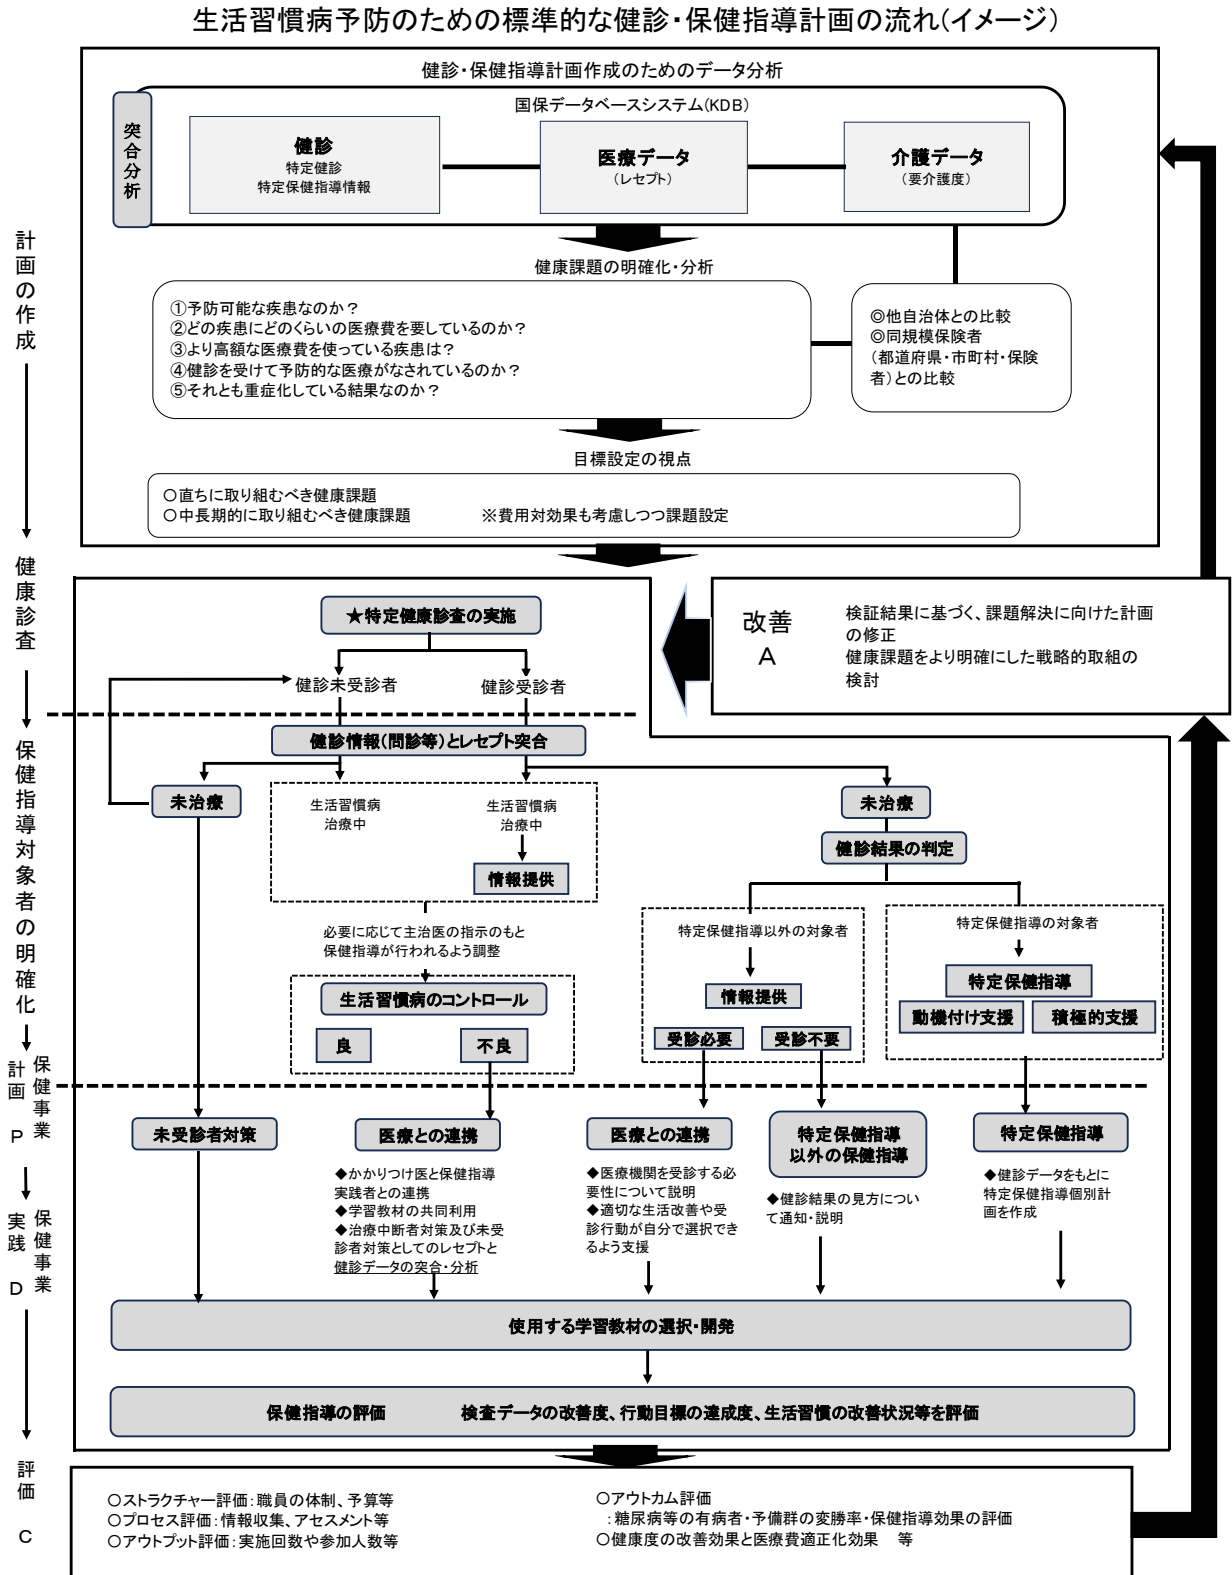 生活習慣病予防のための標準的な健診・保健指導計画の流れ(イメージ)
健診・保健指導計画作成のためのデータ分析
国保データベースシステム(KDB)
突合分析
健診
特定健診
特定保健指導情報
医療データ
(レセプト)
介護データ
(要介護度)
健康課題の明確化・分析
①予防可能な疾患なのか？
②どの疾患にどのくらいの医療費を要しているのか？
③より高額な医療費を使っている疾患は？
④健診を受けて予防的な医療がなされているのか？
⑤それとも重症化している結果なのか？
◎他自治体との比較
◎同規模保険者
(都道府県・市町村・保険
者)との比較
目標設定の視点
○直ちに取り組むべき健康課題
○中長期的に取り組むべき健康課題 ※費用対効果も考慮しつつ課題設定
計画の作成
健康診査
保健指導対象者の明確化
保健事業
計画 P
保健事業
実践 D
評価 C
改善
A
検証結果に基づく、課題解決に向けた計画
の修正
健康課題をより明確にした戦略的取組の
検討
★特定健康診査の実施
健診未受診者
健診受診者
健診情報(問診等)とレセプト突合
未治療
生活習慣病
治療中
生活習慣病
治療中
情報提供
未治療
健診結果の判定
必要に応じて主治医の指示のもと
保健指導が行われるよう調整
生活習慣病のコントロール
良
不良
特定保健指導以外の対象者
情報提供
受診必要
受診不要
特定保健指導の対象者
特定保健指導
動機付け支援
積極的支援
未受診者対策
医療との連携
◆かかりつけ医と保健指導
実践者との連携
◆学習教材の共同利用
◆治療中断者対策及び未受
診者対策としてのレセプトと
健診データの突合・分析
医療との連携
◆医療機関を受診する必
要性について説明
◆適切な生活改善や受
診行動が自分で選択でき
るよう支援
特定保健指導
以外の保健指導
◆健診結果の見方につい
て通知・説明
特定保健指導
◆健診データをもとに
特定保健指導個別計
画を作成
使用する学習教材の選択・開発
保健指導の評価 検査データの改善度、行動目標の達成度、生活習慣の改善状況等を評価
○ストラクチャー評価：職員の体制、予算等
○プロセス評価：情報収集、アセスメント等
○アウトプット評価：実施回数や参加人数等
○アウトカム評価
：糖尿病等の有病者・予備群の変勝率・保健指導効果の評価
○健康度の改善効果と医療費適正化効果 等